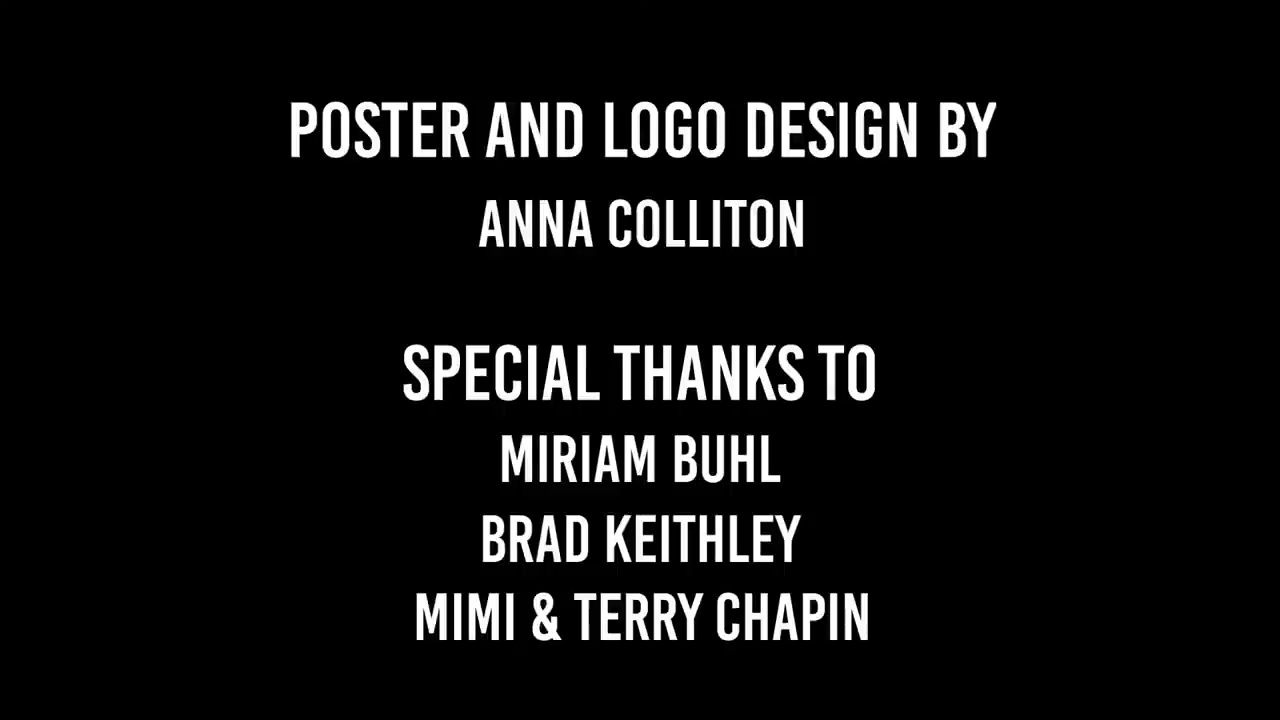 POSTER AND LOGO DESIGN BY
ANNA COLLITON
SPECIAL THANKS TO
MIRIAM BUHL
BRAD KEITHLEY
MIMI & TERRY CHAPIN